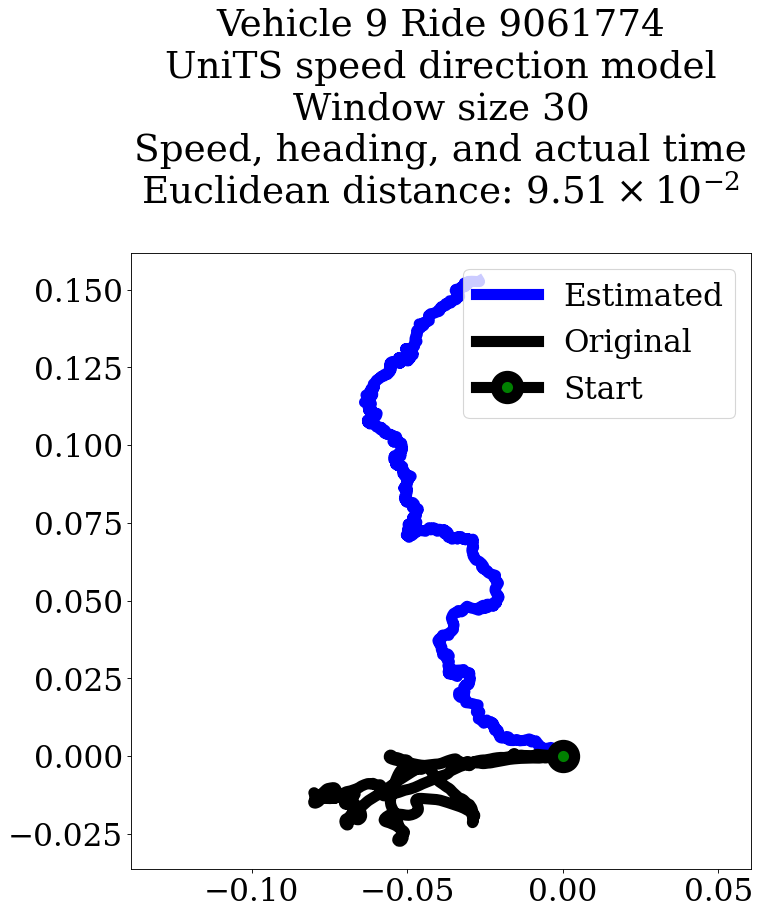 Vehicle 9 Ride 9061774
UniTS speed direction model
Window size 30
Speed, heading, and actual time
Euclidean distance: 9.51 × 10⁻²
0.150
0.125
0.100
0.075
0.050
0.025
0.000
−0.025
Estimated
Original
Start
−0.10
−0.05
0.00
0.05